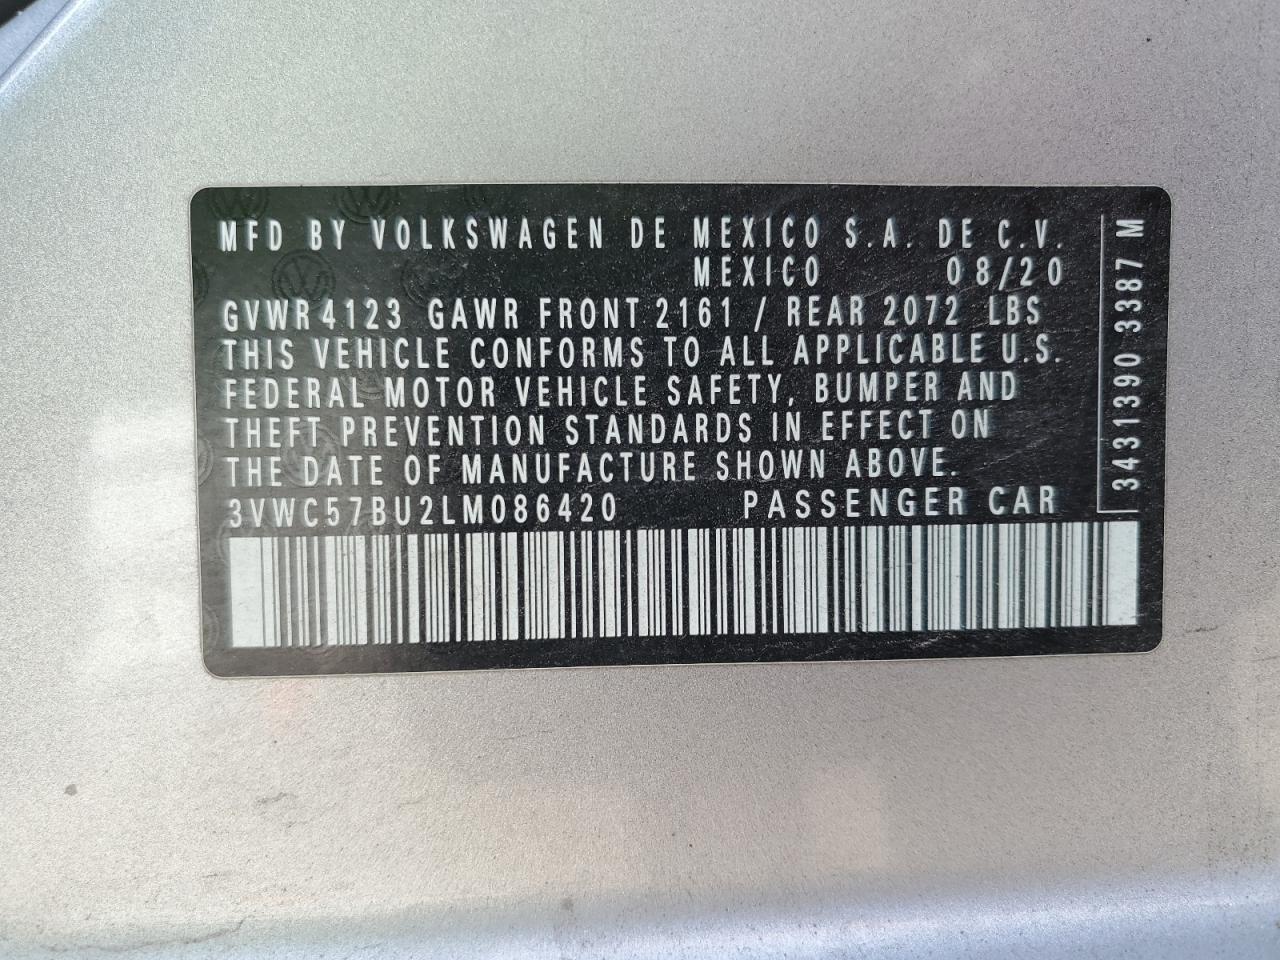 MFD BY VOLKSWAGEN DE MEXICO S.A. DE C.V.
MEXICO 08/20
GVWR 4123 GAWR FRONT 2161 / REAR 2072 LBS
THIS VEHICLE CONFORMS TO ALL APPLICABLE U.S.
FEDERAL MOTOR VEHICLE SAFETY, BUMPER AND
THEFT PREVENTION STANDARDS IN EFFECT ON
THE DATE OF MANUFACTURE SHOWN ABOVE.
3VWC57BU2LM086420 PASSENGER CAR
3431390 3387 M